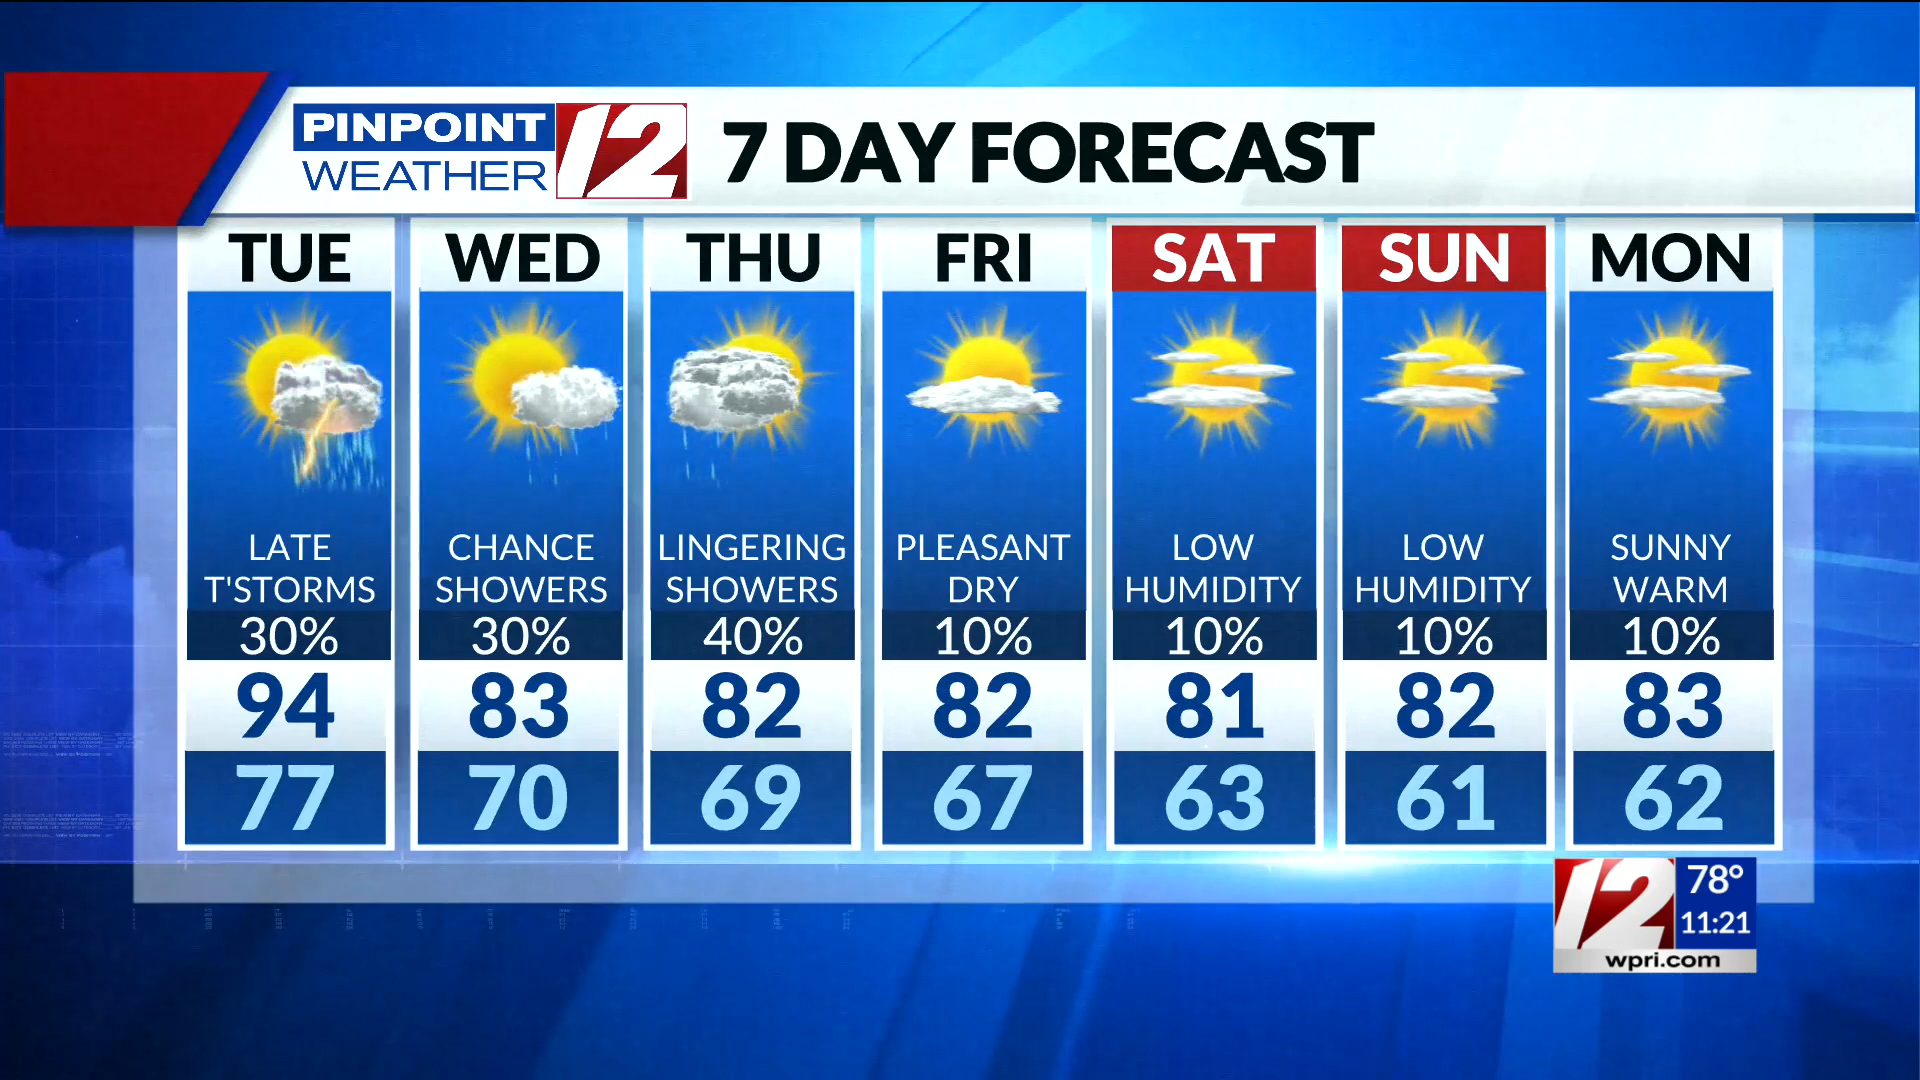 PINPOINT
WEATHER
12
7 DAY FORECAST
TUE
WED
THU
FRI
SAT
SUN
MON
LATE
T'STORMS
CHANCE
SHOWERS
LINGERING
SHOWERS
PLEASANT
DRY
LOW
HUMIDITY
LOW
HUMIDITY
SUNNY
WARM
30%
30%
40%
10%
10%
10%
10%
94
83
82
82
81
82
83
77
70
69
67
63
61
62
12
78°
11:21
wpri.com